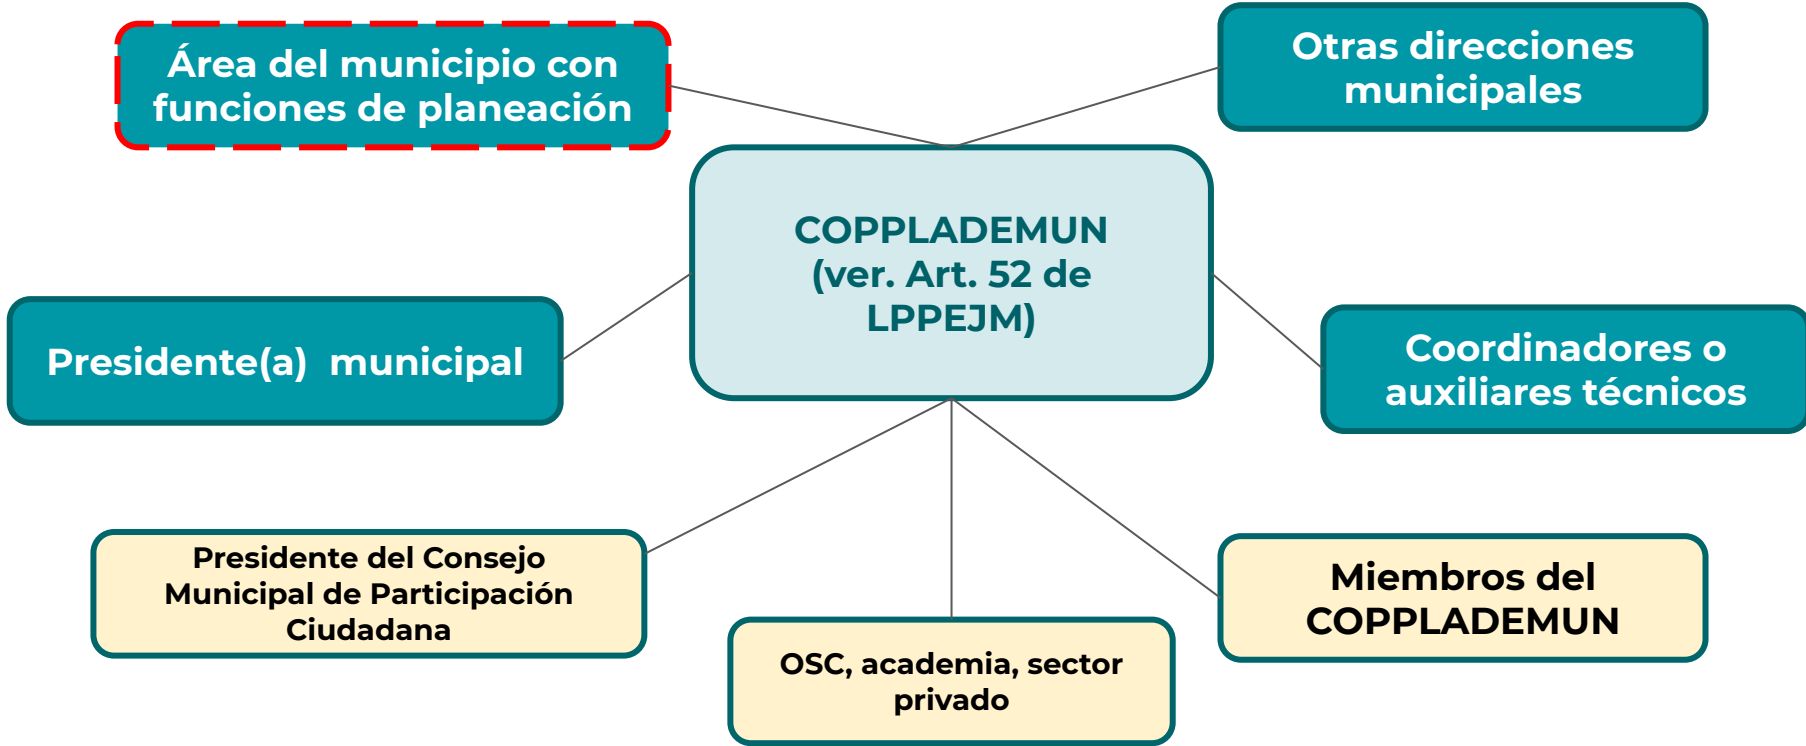 Área del municipio con
funciones de planeación
Otras direcciones
municipales
COPPLADEMUN
(ver. Art. 52 de
LPPEJM)
Presidente(a) municipal
Coordinadores o
auxiliares técnicos
Presidente del Consejo
Municipal de Participación
Ciudadana
OSC, academia, sector
privado
Miembros del
COPPLADEMUN